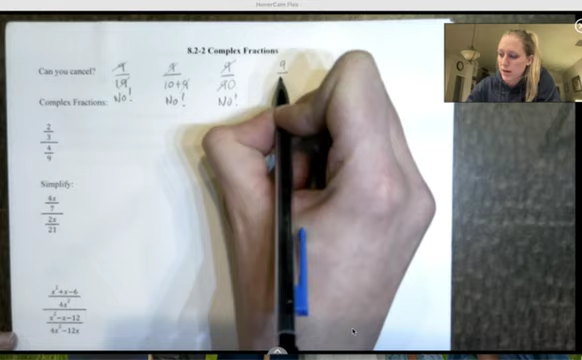 HoverCam Flex
8.2-2 Complex Fractions
Can you cancel? 9/19 9/10+9 9/90 9
No! No! No!
Complex Fractions:
2/3
4/9
Simplify:
4x/7
2x/21
x²+x-6
4x²
x²-x-12
4x²-12x